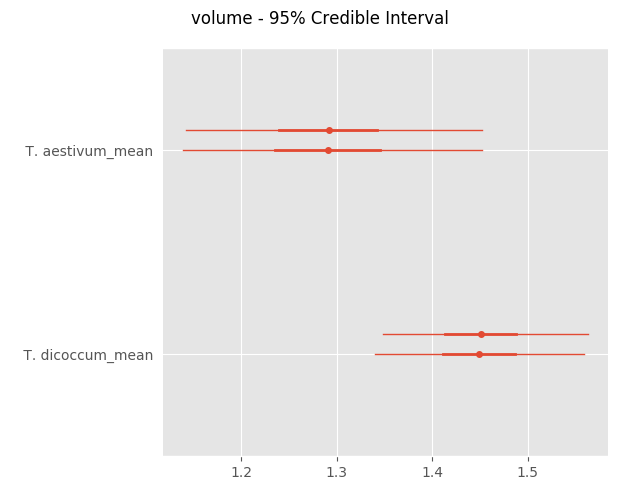 volume - 95% Credible Interval
T. aestivum_mean
T. dicoccum_mean
1.2 1.3 1.4 1.5